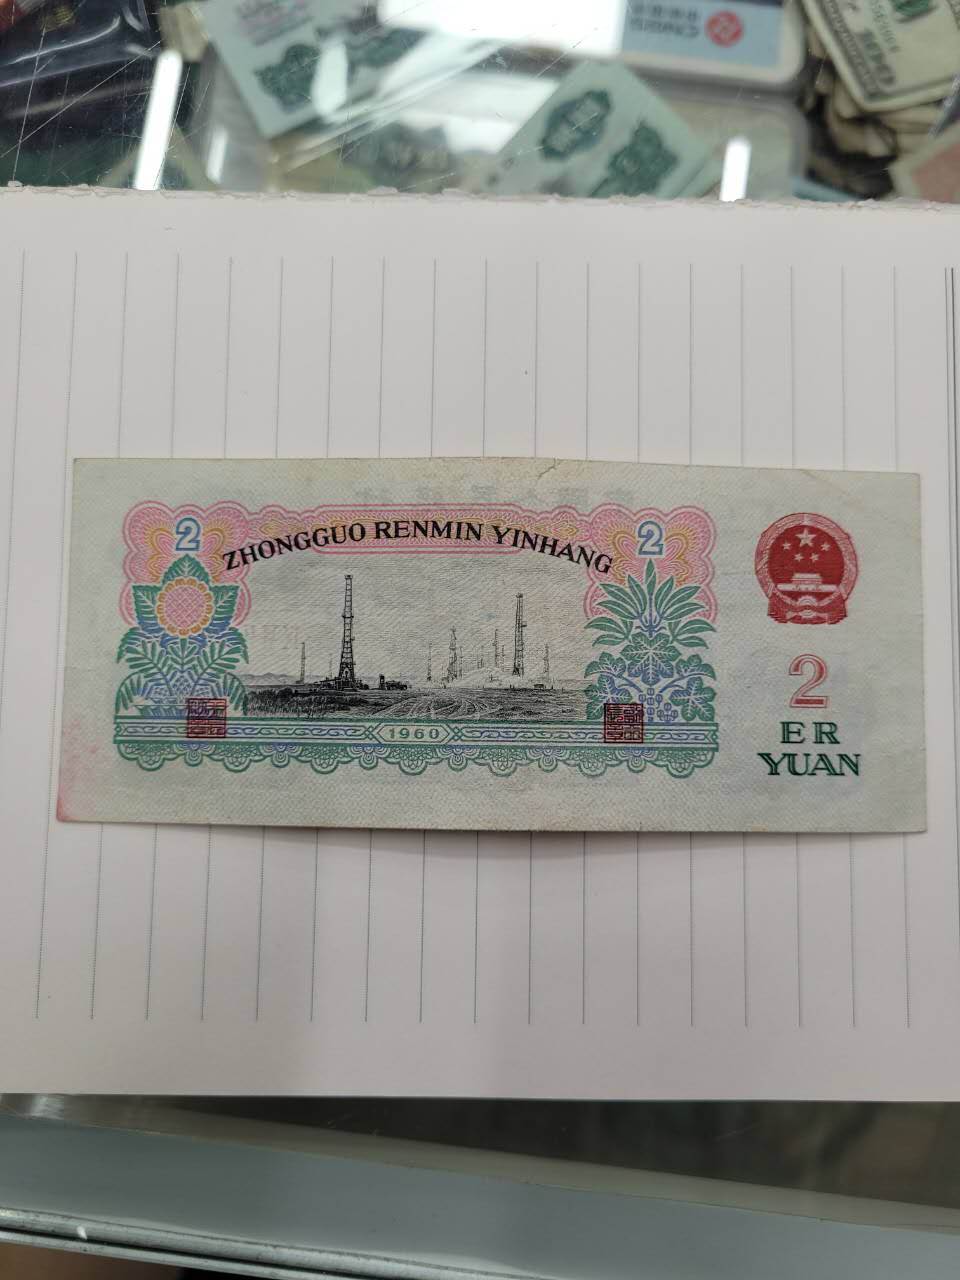 ZHONGGUO RENMIN YINHANG
2
2
1960
2
ER
YUAN